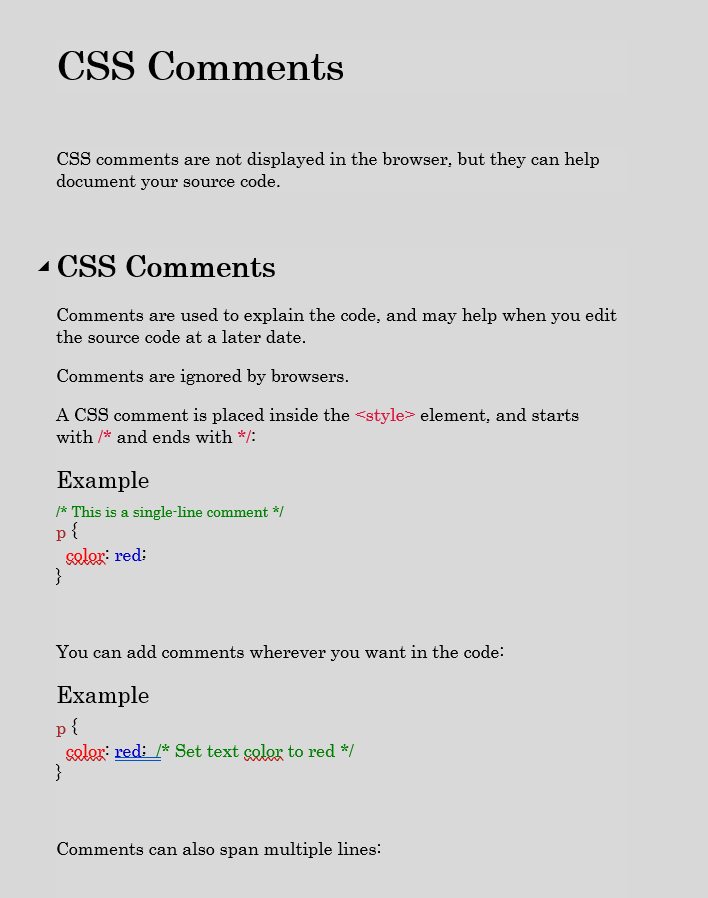 CSS Comments
CSS comments are not displayed in the browser, but they can help
document your source code.
CSS Comments
Comments are used to explain the code, and may help when you edit
the source code at a later date.
Comments are ignored by browsers.
A CSS comment is placed inside the <style> element, and starts
with /* and ends with */:
Example
/* This is a single-line comment */
p {
  color: red;
}
You can add comments wherever you want in the code:
Example
p {
  color: red;  /* Set text color to red */
}
Comments can also span multiple lines: